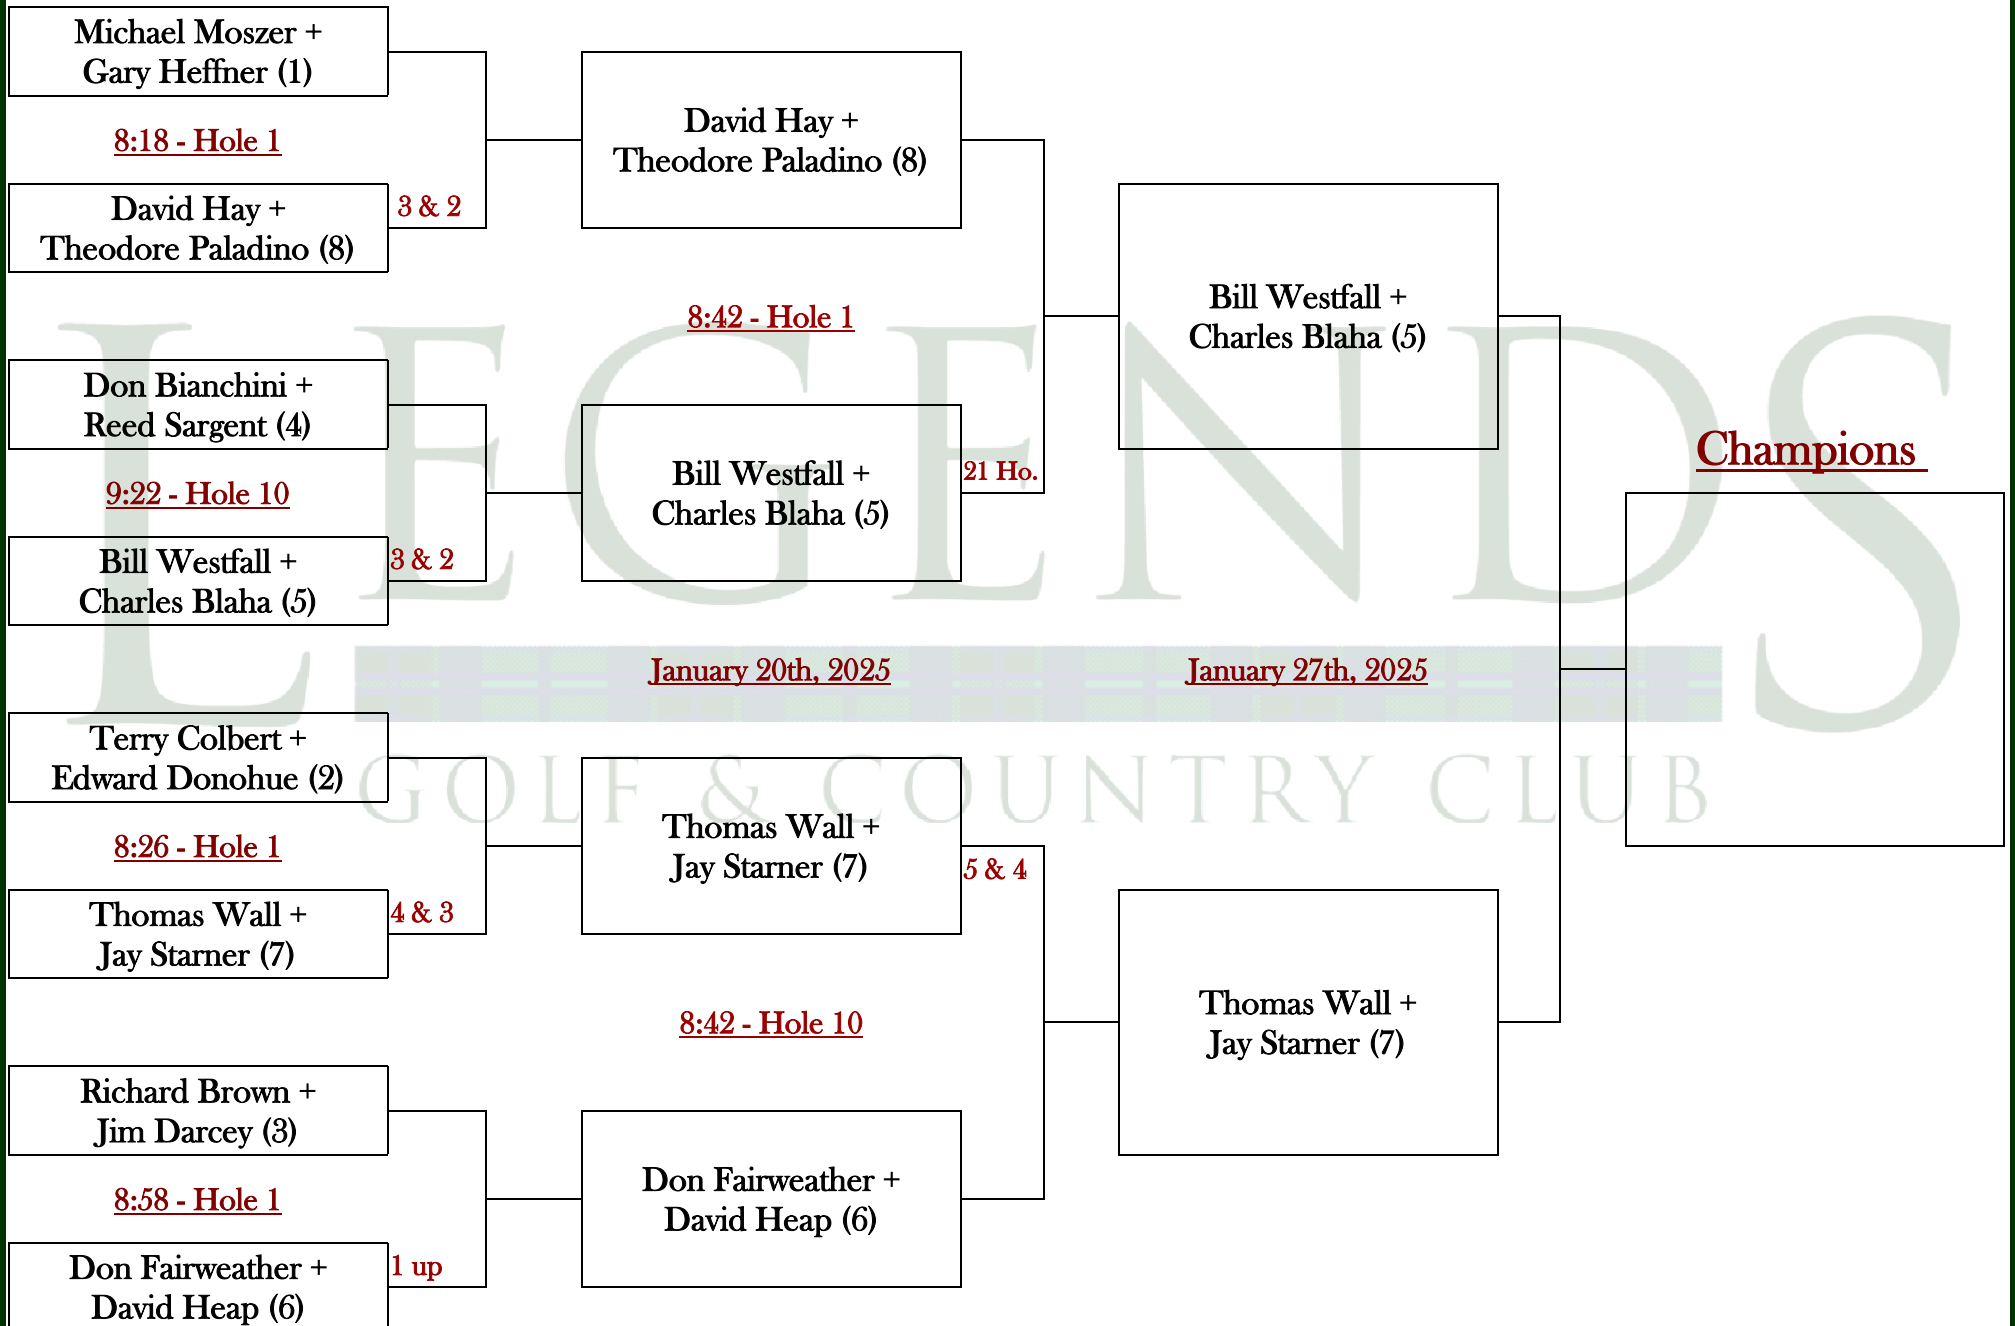 Michael Moszer +
Gary Heffner (1)
8:18 - Hole 1
David Hay +
Theodore Paladino (8)
3 & 2
Don Bianchini +
Reed Sargent (4)
9:22 - Hole 10
Bill Westfall +
Charles Blaha (5)
3 & 2
Terry Colbert +
Edward Donohue (2)
8:26 - Hole 1
Thomas Wall +
Jay Starner (7)
4 & 3
Richard Brown +
Jim Darcey (3)
8:58 - Hole 1
Don Fairweather +
David Heap (6)
1 up
David Hay +
Theodore Paladino (8)
8:42 - Hole 1
Bill Westfall +
Charles Blaha (5)
21 Ho.
January 20th, 2025
Thomas Wall +
Jay Starner (7)
5 & 4
8:42 - Hole 10
Don Fairweather +
David Heap (6)
Bill Westfall +
Charles Blaha (5)
January 27th, 2025
Thomas Wall +
Jay Starner (7)
Champions
LEGENDS
GOLF & COUNTRY CLUB